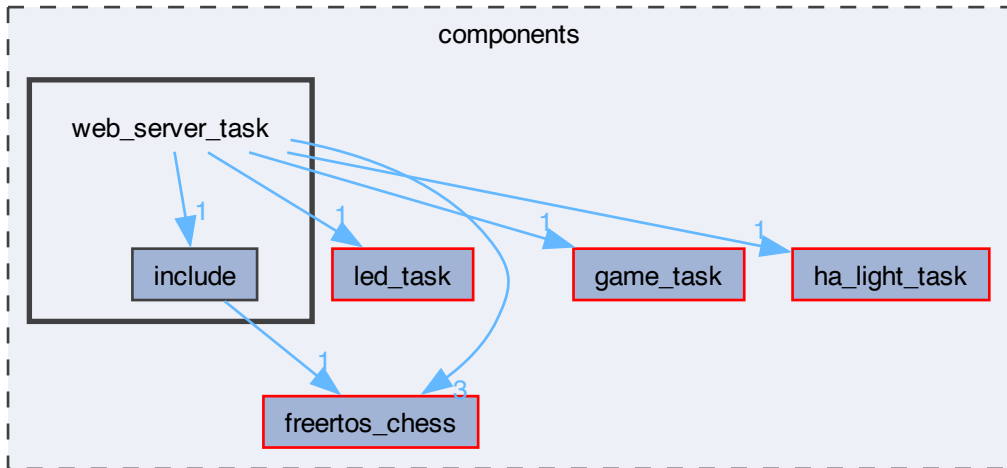 components
web_server_task
1
1
1
1
include
led_task
game_task
ha_light_task
1
3
freertos_chess